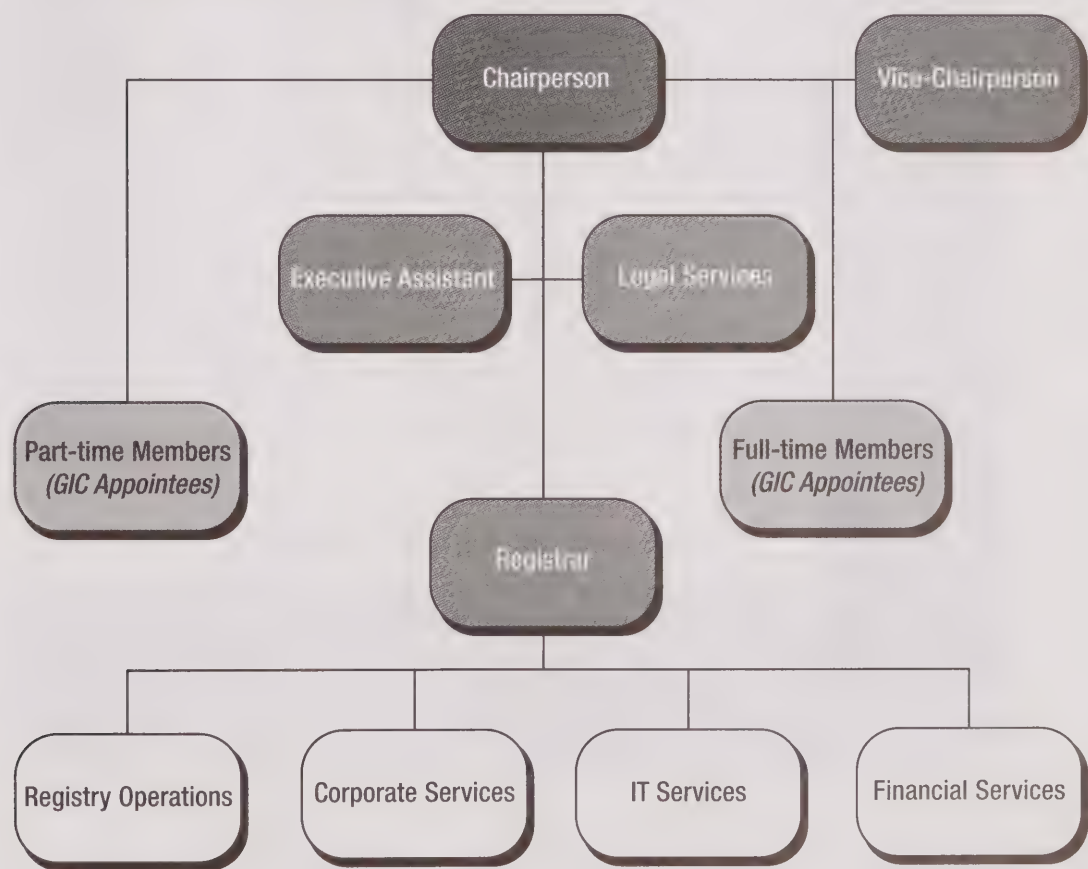 Chairperson
Vice-Chairperson
Executive Assistant
Legal Services
Part-time Members
(GIC Appointees)
Full-time Members
(GIC Appointees)
Registrar
Registry Operations
Corporate Services
IT Services
Financial Services